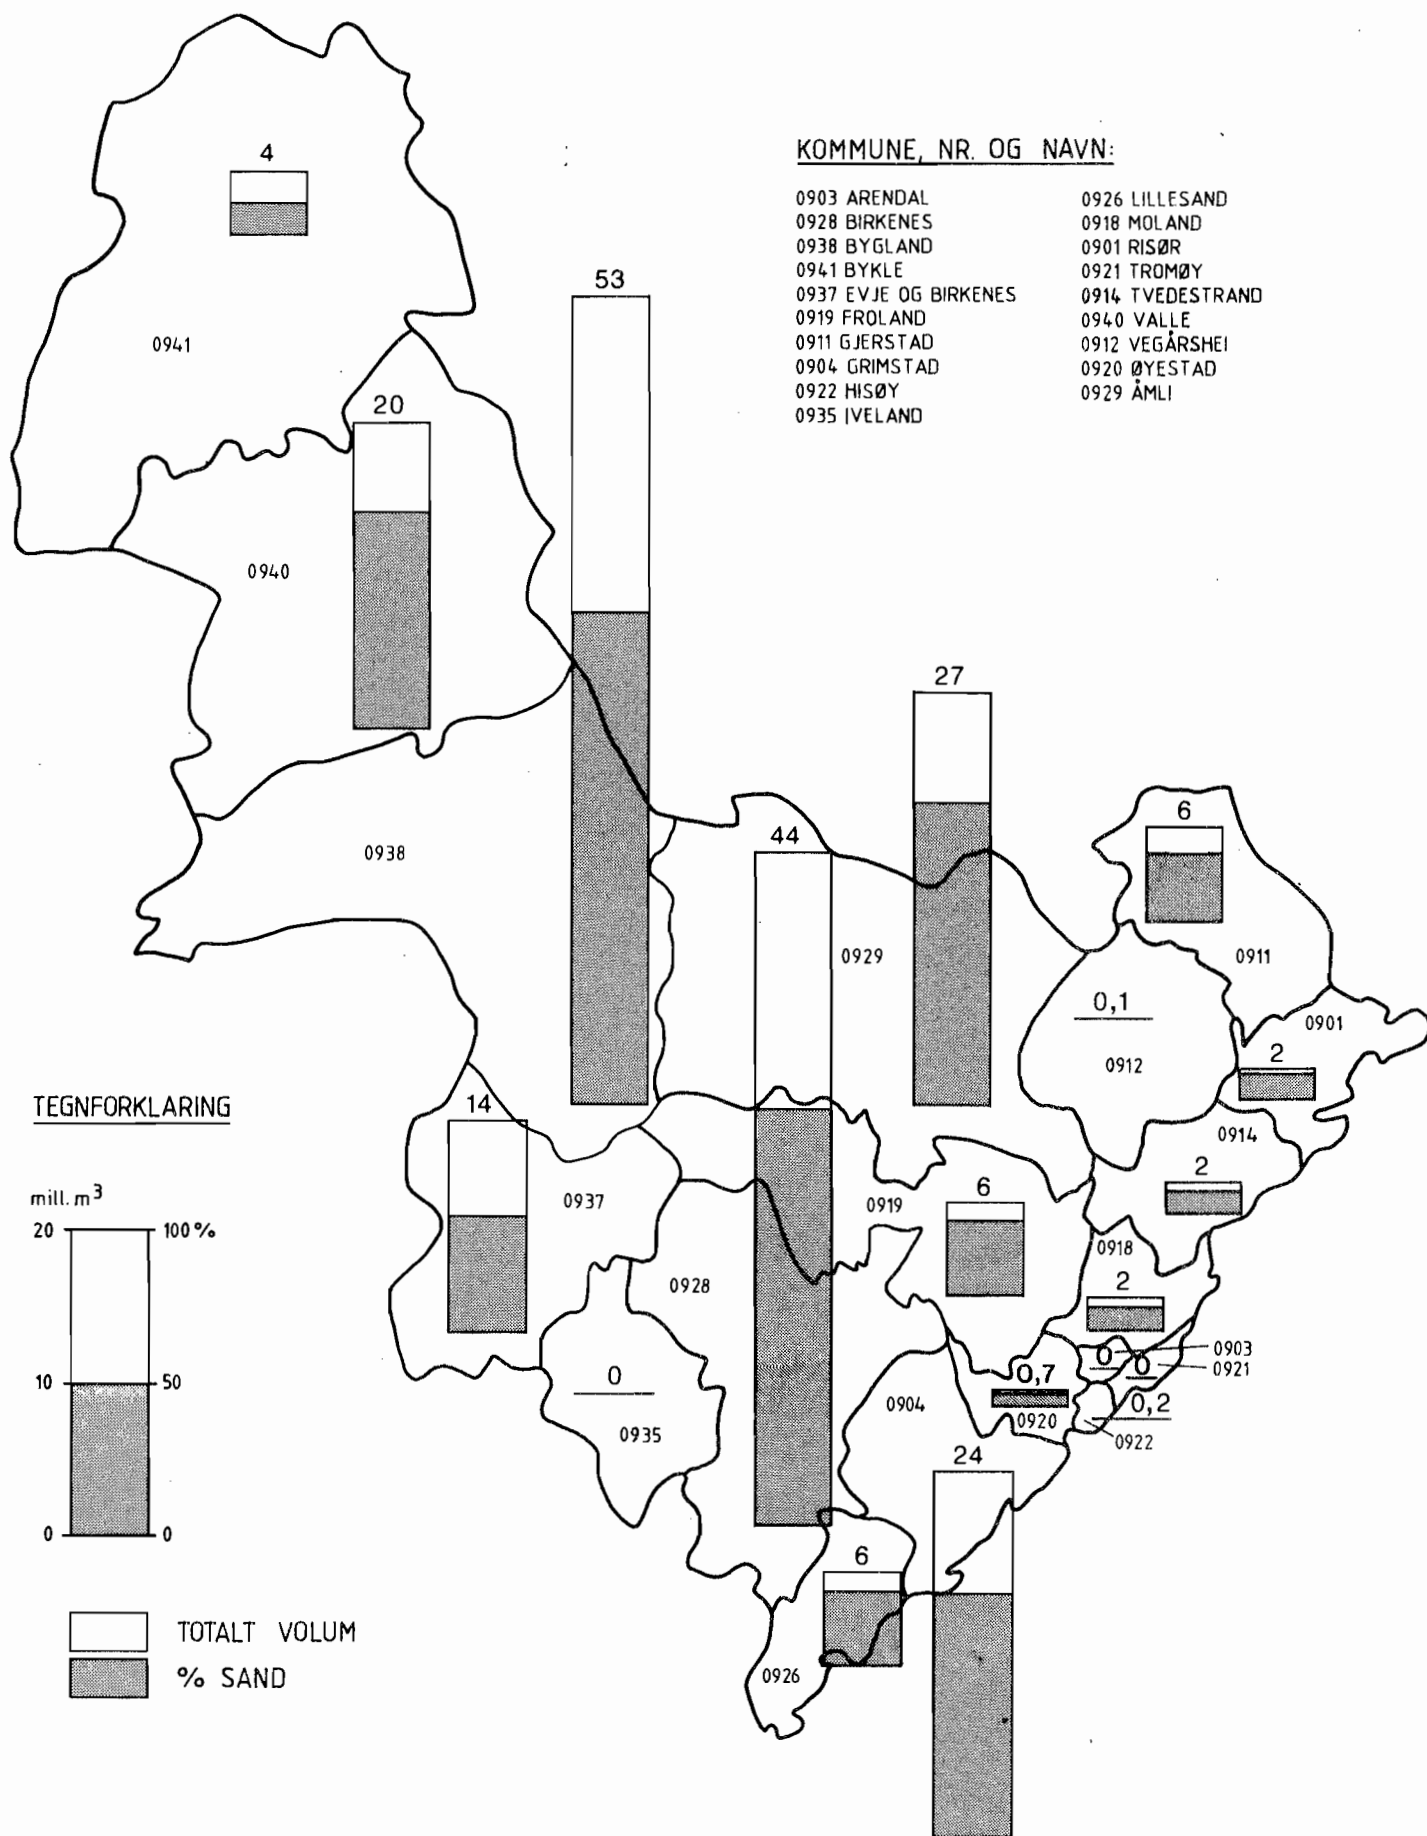 KOMMUNE, NR. OG NAVN:
0903 ARENDAL
0928 BIRKENES
0938 BYGLAND
0941 BYKLE
0937 EVJE OG BIRKENES
0919 FROLAND
0911 GJERSTAD
0904 GRIMSTAD
0922 HISØY
0935 IVELAND
0926 LILLESAND
0918 MOLAND
0901 RISØR
0921 TROMØY
0914 TVEDESTRAND
0940 VALLE
0912 VEGÅRSHEI
0920 ØYESTAD
0929 ÅMLI
4
53
0941
20
0940
27
6
44
0938
0929
0911
0,1
0901
0912
2
TEGNFORKLARING
14
0914
mill. m³
20
100 %
10
50
0
0
2
0937
0919
6
0918
0928
2
0
0903
0
0921
0
0,7
0904
0,2
0920
0935
0922
24
6
TOTALT VOLUM
% SAND
0926